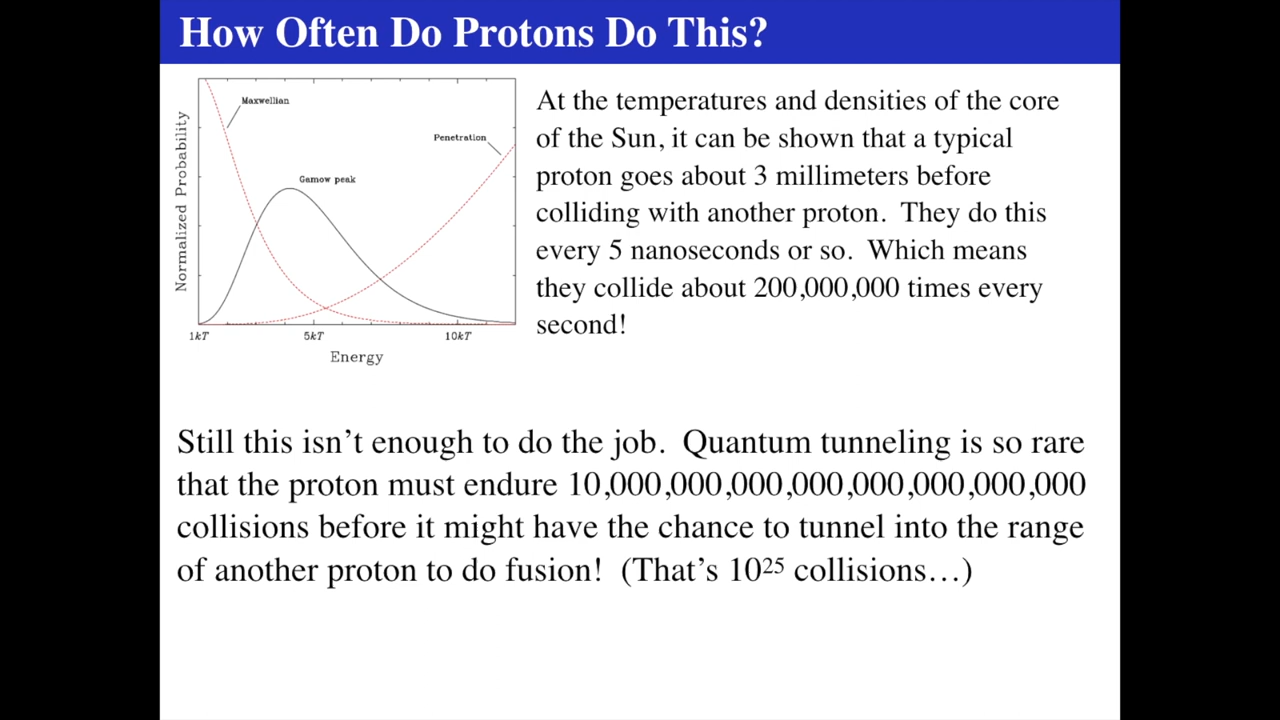 How Often Do Protons Do This?
Normalized Probability
Maxwellian
Penetration
Gamow peak
1kT
5kT
10kT
Energy
At the temperatures and densities of the core
of the Sun, it can be shown that a typical
proton goes about 3 millimeters before
colliding with another proton.  They do this
every 5 nanoseconds or so.  Which means
they collide about 200,000,000 times every
second!
Still this isn’t enough to do the job.  Quantum tunneling is so rare
that the proton must endure 10,000,000,000,000,000,000,000,000
collisions before it might have the chance to tunnel into the range
of another proton to do fusion!  (That’s 10²⁵ collisions…)